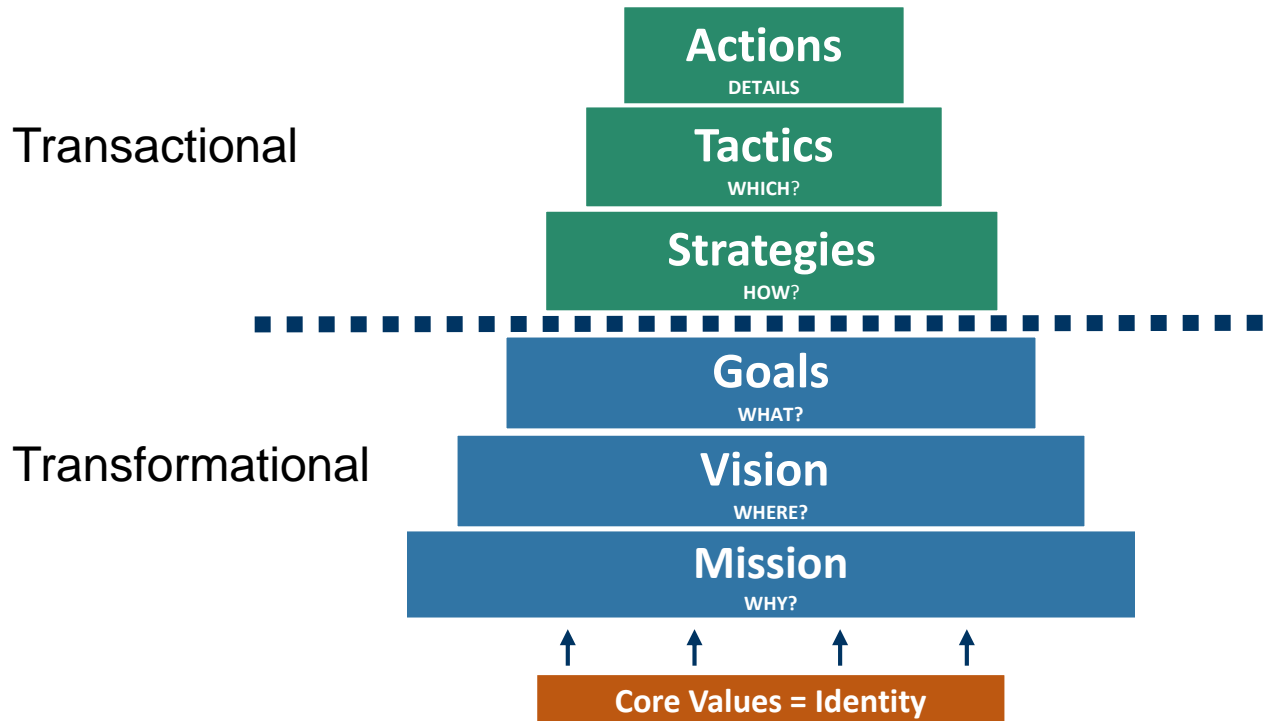 Actions
DETAILS
Transactional
Tactics
WHICH?
Strategies
HOW?
Goals
WHAT?
Transformational
Vision
WHERE?
Mission
WHY?
Core Values = Identity